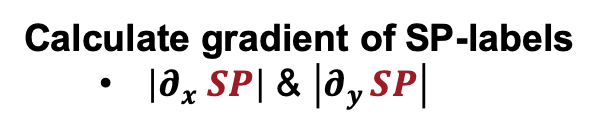 Calculate gradient of SP-labels
• |∂x SP| & |∂y SP|